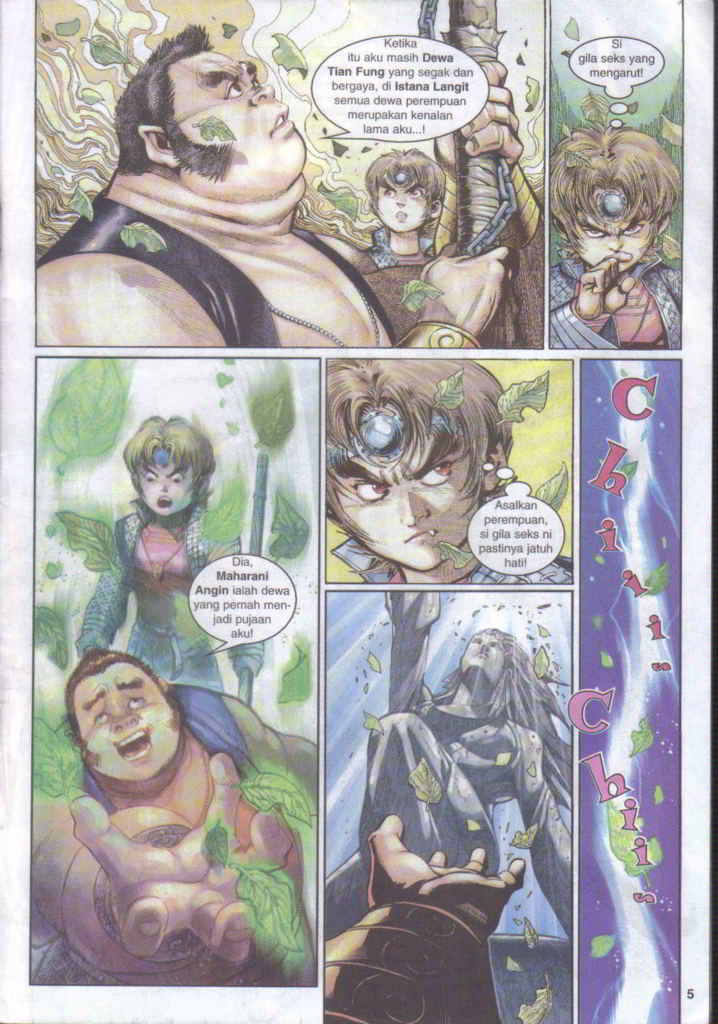 Ketika
itu aku masih Dewa
Tian Fung yang segak dan
bergaya, di Istana Langit
semua dewa perempuan
merupakan kenalan
lama aku...!
Si
gila seks yang
mengarut!
Dia,
Maharani
Angin ialah dewa
yang pernah men-
jadi pujaan
aku!
Asalkan
perempuan,
si gila seks ni
pastinya jatuh
hati!
Chiiiis
Chiis
5